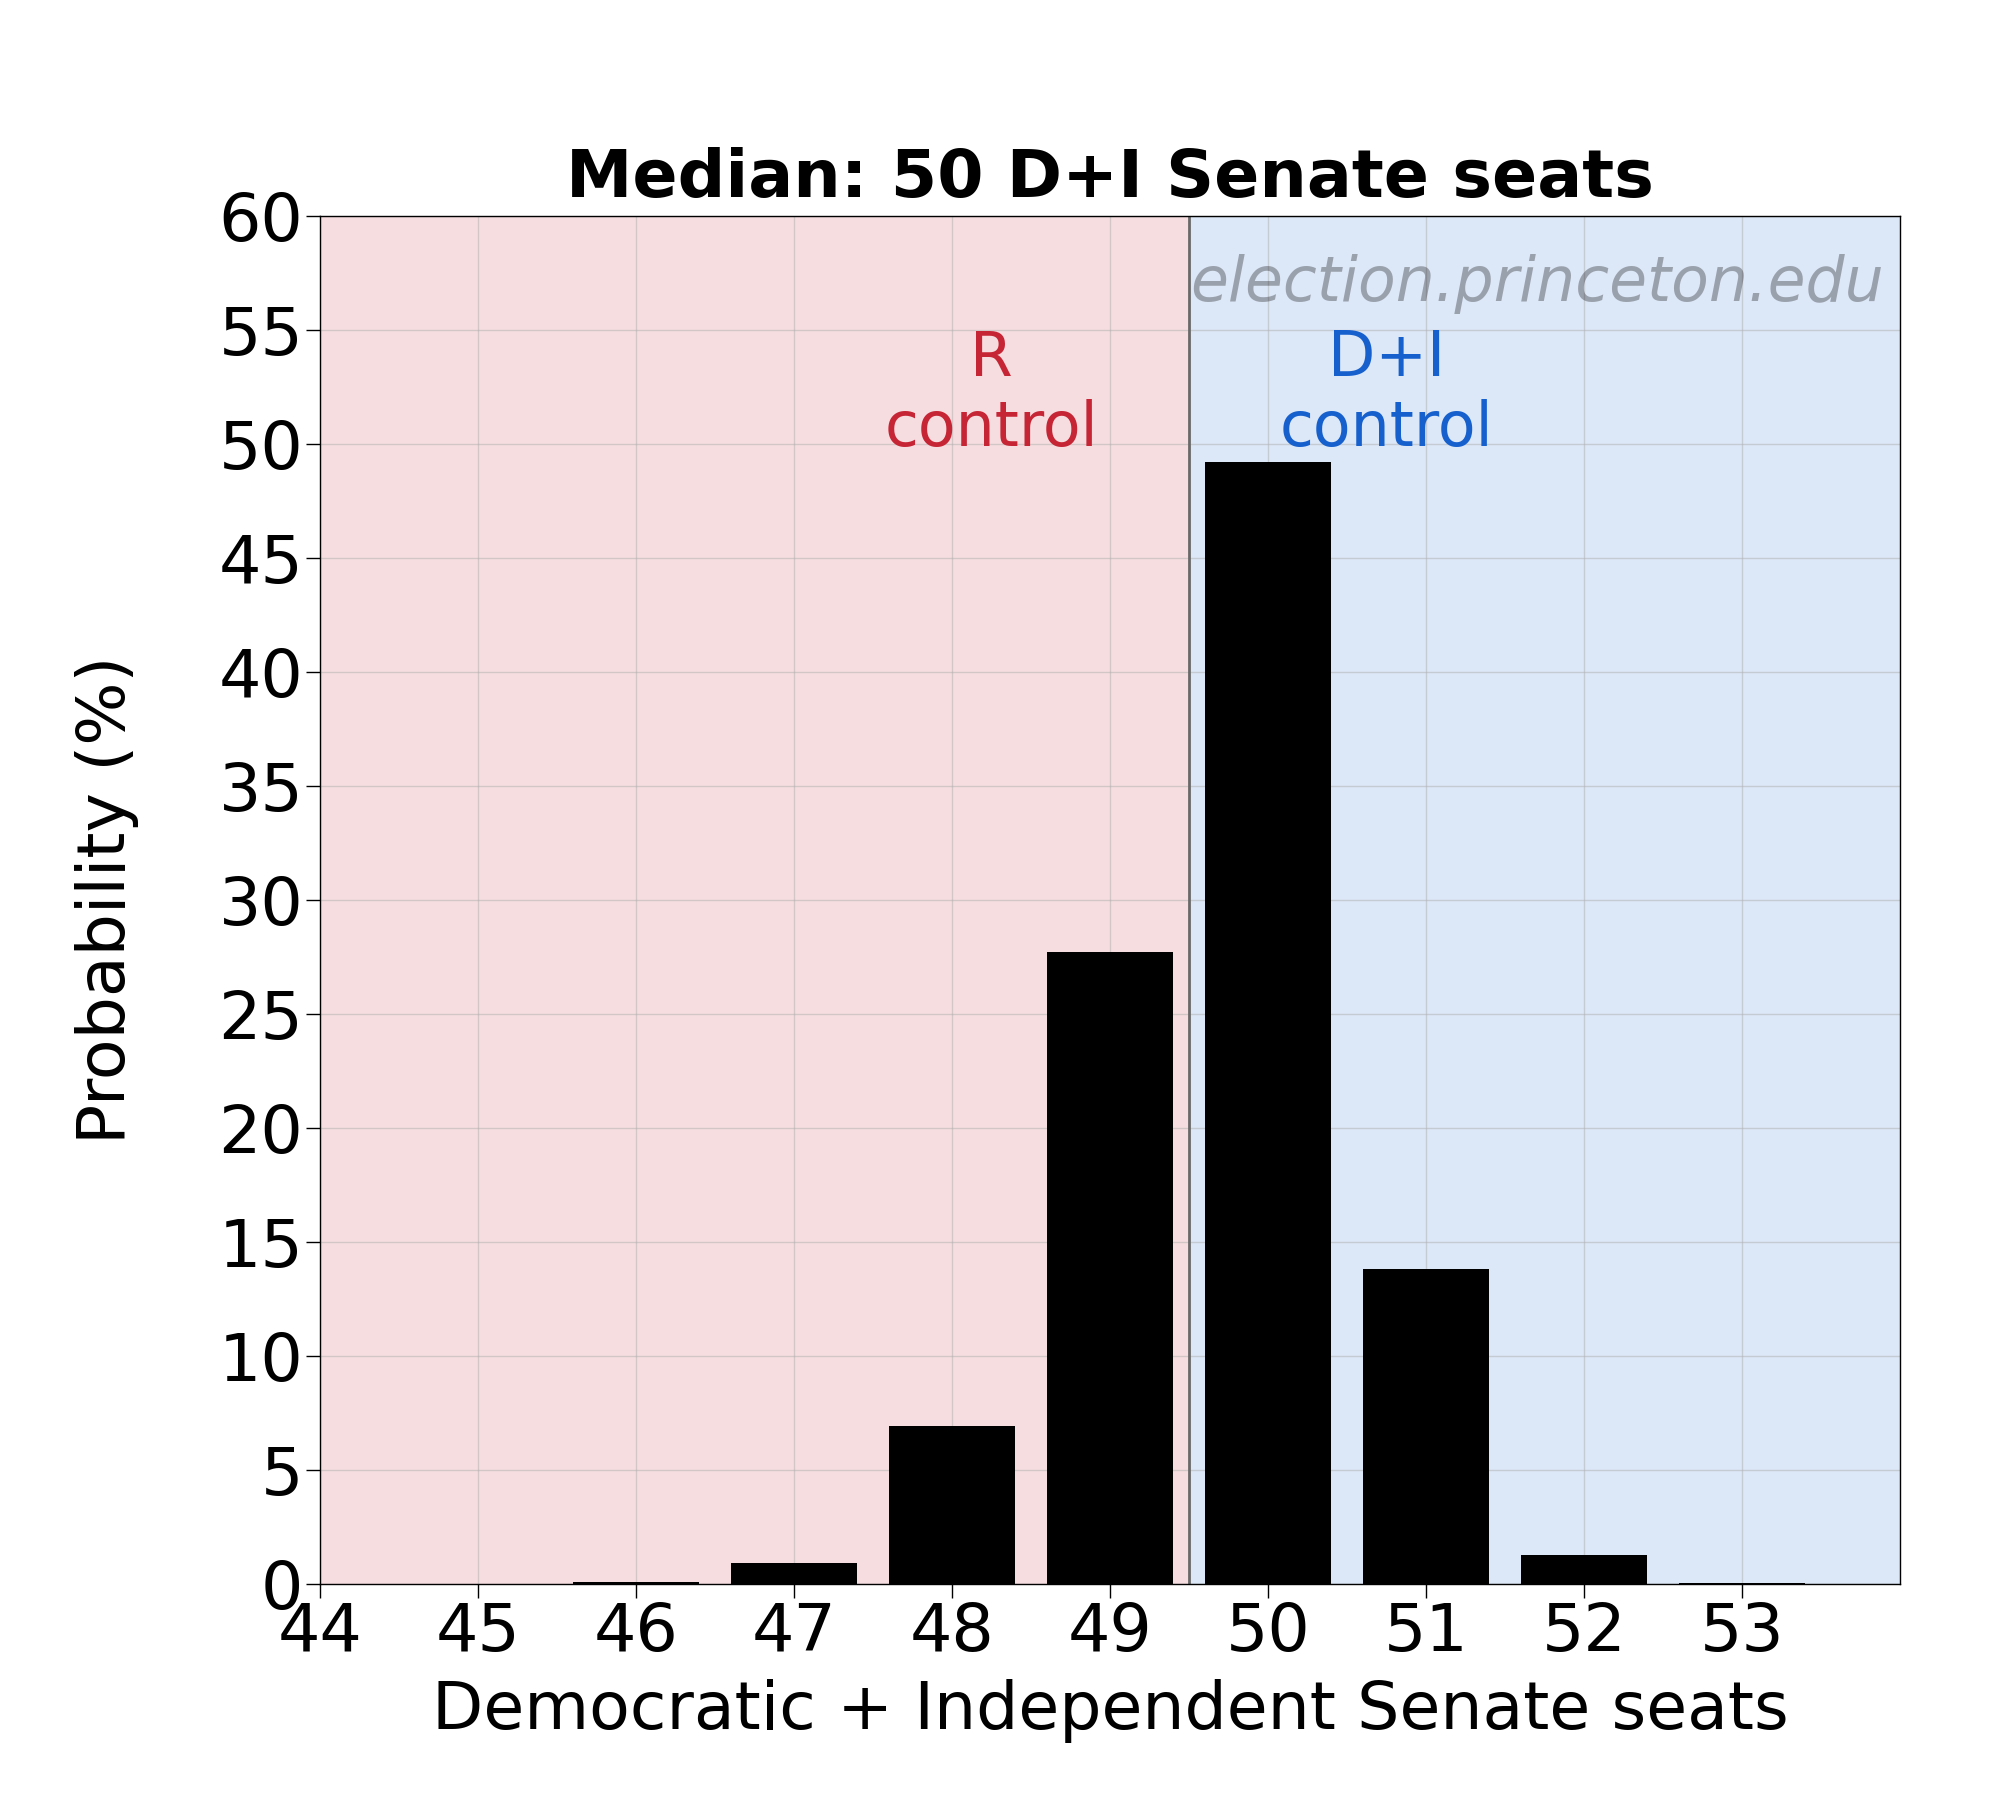 Median: 50 D+I Senate seats
election.princeton.edu
R
control
D+I
control
60
55
50
45
40
35
30
25
20
15
10
5
0
Probability (%)
44 45 46 47 48 49 50 51 52 53
Democratic + Independent Senate seats